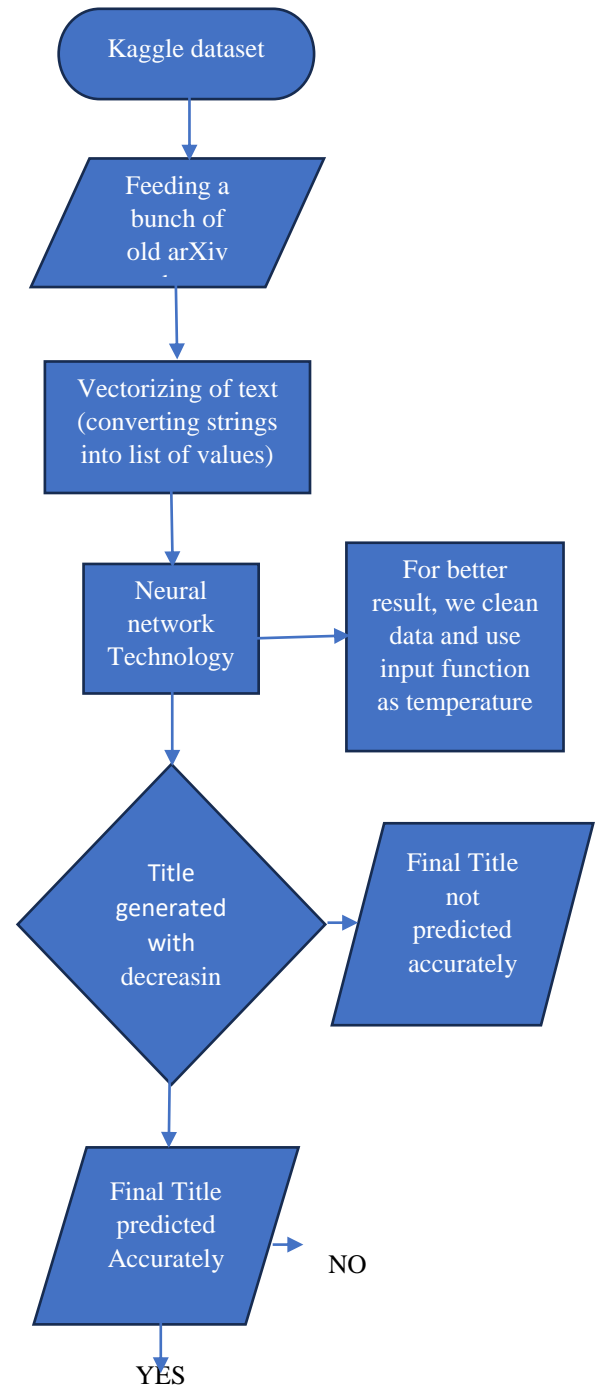 Kaggle dataset
Feeding a
bunch of
old arXiv
Vectorizing of text
(converting strings
into list of values)
Neural
network
Technology
For better
result, we clean
data and use
input function
as temperature
Title
generated
with
decreasin
Final Title
not
predicted
accurately
Final Title
predicted
Accurately
NO
YES